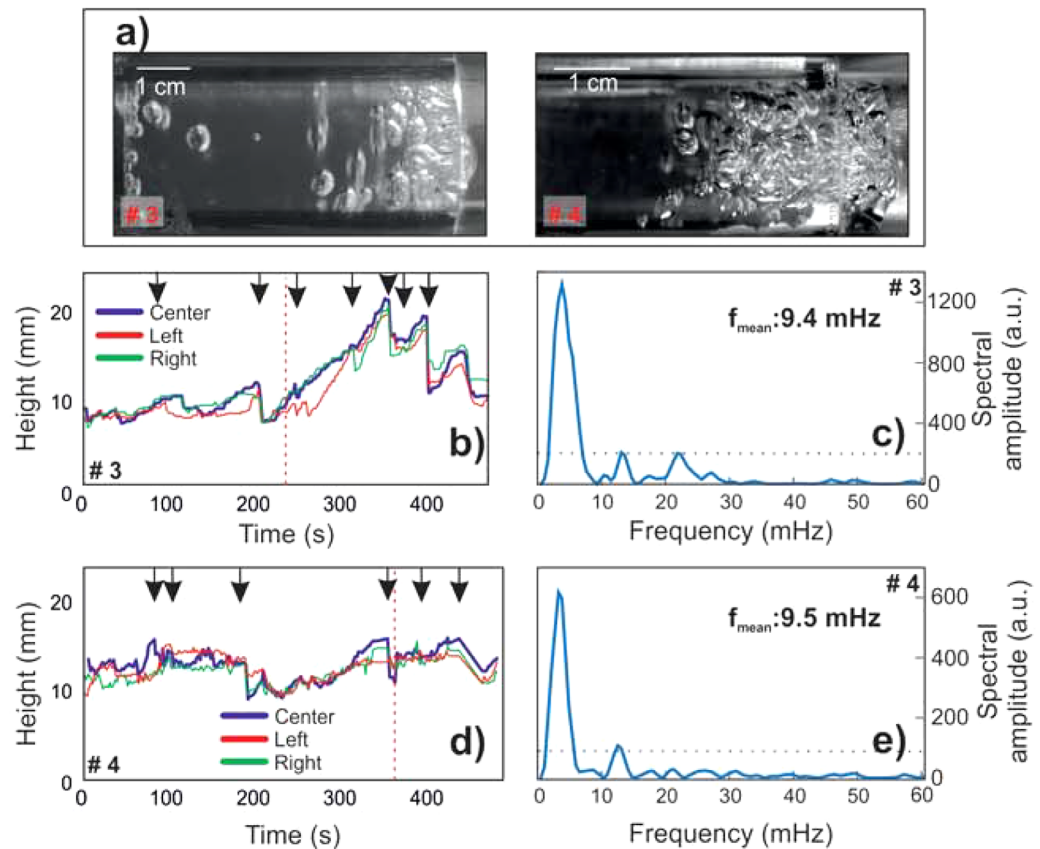 a)
1 cm
# 3
1 cm
# 4
Height (mm)
20
10
0
Center
Left
Right
b)
# 3
0 100 200 300 400
Time (s)
# 3
f mean:9.4 mHz
c)
1200
800
400
0
Spectral
amplitude (a.u.)
0 10 20 30 40 50 60
Frequency (mHz)
Height (mm)
20
10
0
Center
Left
Right
d)
# 4
0 100 200 300 400
Time (s)
# 4
f mean:9.5 mHz
e)
600
400
200
0
Spectral
amplitude (a.u.)
0 10 20 30 40 50 60
Frequency (mHz)